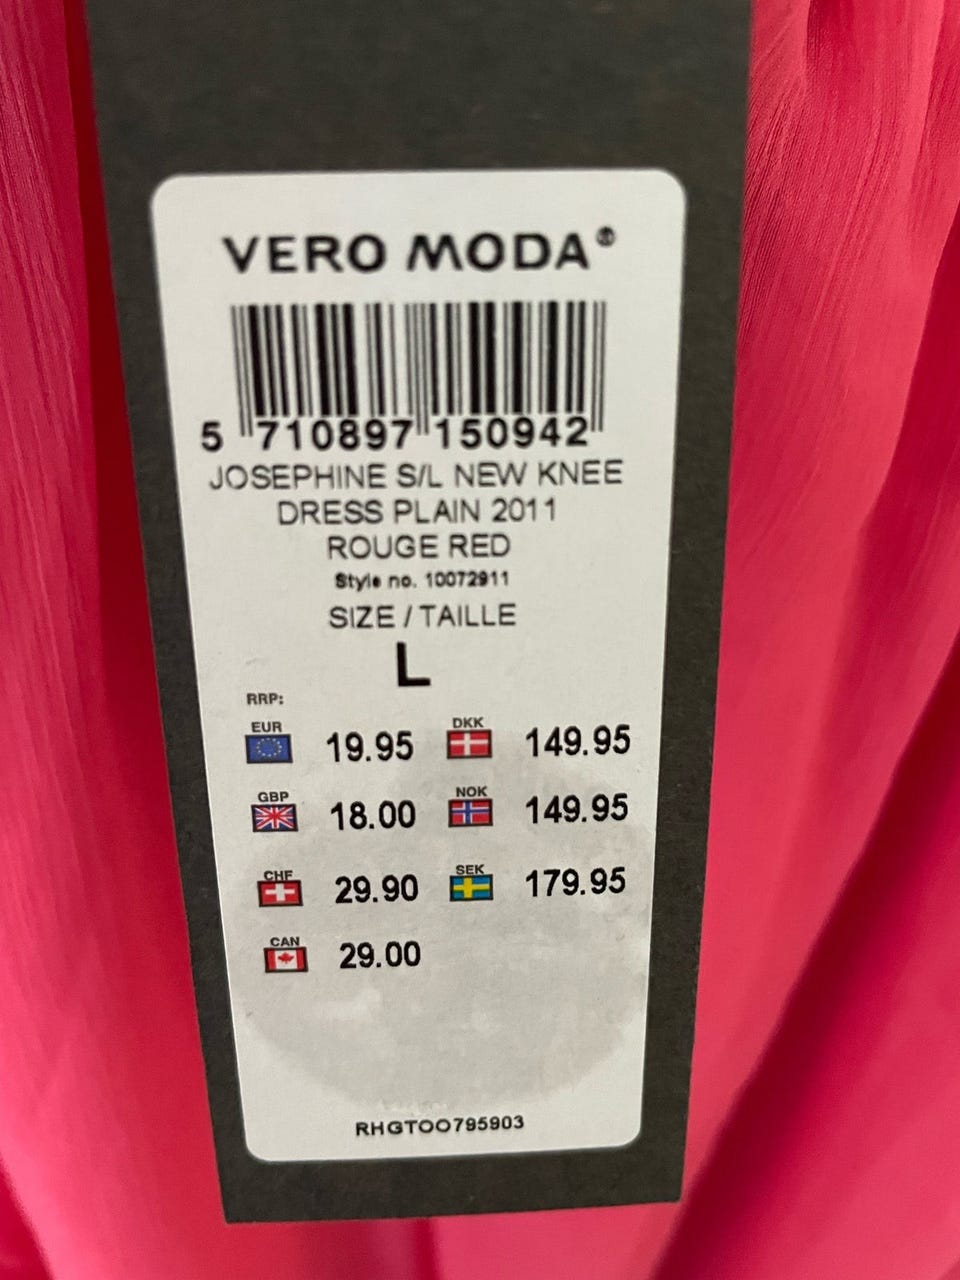 VERO MODA®
5 710897 150942
JOSEPHINE S/L NEW KNEE
DRESS PLAIN 2011
ROUGE RED
Style no. 10072911
SIZE / TAILLE
L
RRP:
EUR 19.95 DKK 149.95
GBP 18.00 NOK 149.95
CHF 29.90 SEK 179.95
CAN 29.00
RHGTOO795903